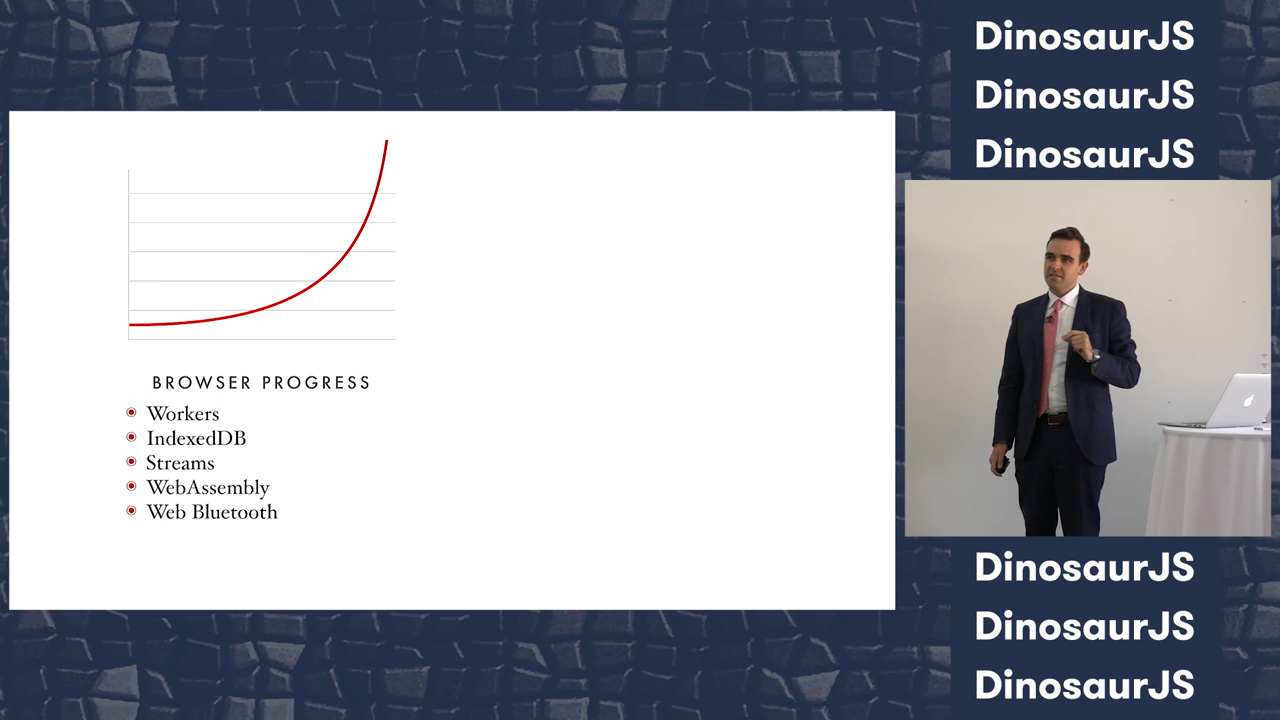 DinosaurJS
DinosaurJS
DinosaurJS
BROWSER PROGRESS
Workers
IndexedDB
Streams
WebAssembly
Web Bluetooth
DinosaurJS
DinosaurJS
DinosaurJS